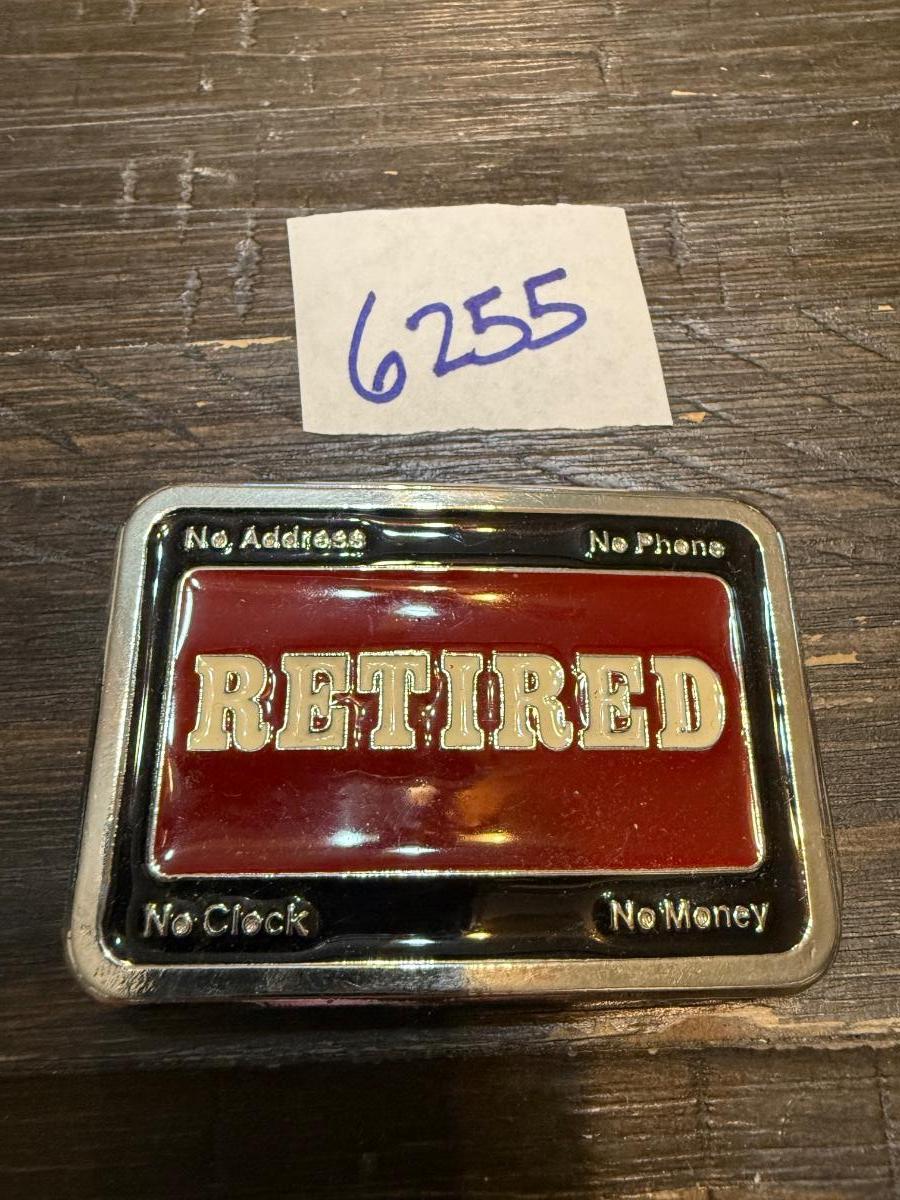 6255
No Address No Phone
RETIRED
No Clock No Money